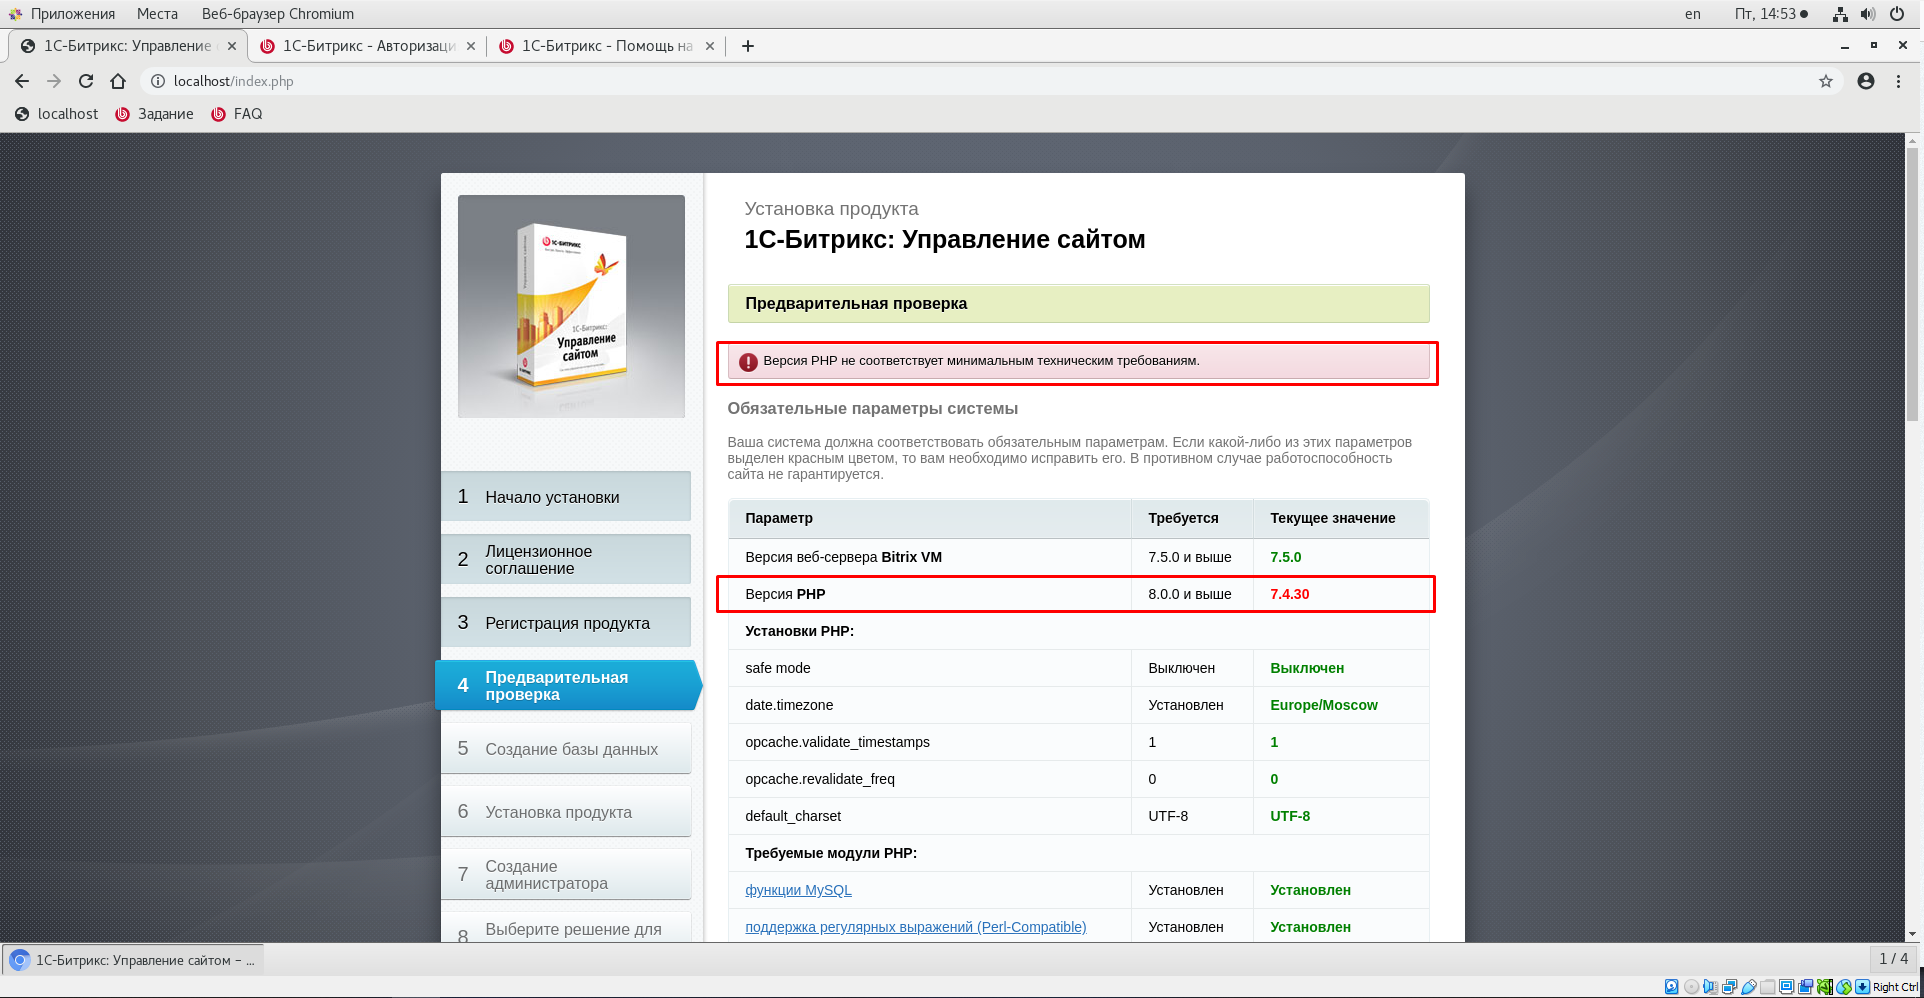 Приложения Места Веб-браузер Chromium en Пт, 14:53
1С-Битрикс: Управление 1С-Битрикс - Авторизаци 1С-Битрикс - Помощь на
localhost/index.php
localhost Задание FAQ
1С-БИТРИКС
1С-Битрикс:
Управление
сайтом
Установка продукта
1С-Битрикс: Управление сайтом
Предварительная проверка
Версия PHP не соответствует минимальным техническим требованиям.
Обязательные параметры системы
Ваша система должна соответствовать обязательным параметрам. Если какой-либо из этих параметров
выделен красным цветом, то вам необходимо исправить его. В противном случае работоспособность
сайта не гарантируется.
Параметр Требуется Текущее значение
Версия веб-сервера Bitrix VM 7.5.0 и выше 7.5.0
Версия PHP 8.0.0 и выше 7.4.30
Установки PHP:
safe mode Выключен Выключен
date.timezone Установлен Europe/Moscow
opcache.validate_timestamps 1 1
opcache.revalidate_freq 0 0
default_charset UTF-8 UTF-8
Требуемые модули PHP:
функции MySQL Установлен Установлен
поддержка регулярных выражений (Perl-Compatible) Установлен Установлен
1 Начало установки
2 Лицензионное
соглашение
3 Регистрация продукта
4 Предварительная
проверка
5 Создание базы данных
6 Установка продукта
7 Создание
администратора
8 Выберите решение для
1С-Битрикс: Управление сайтом – ... 1 / 4
Right Ctrl